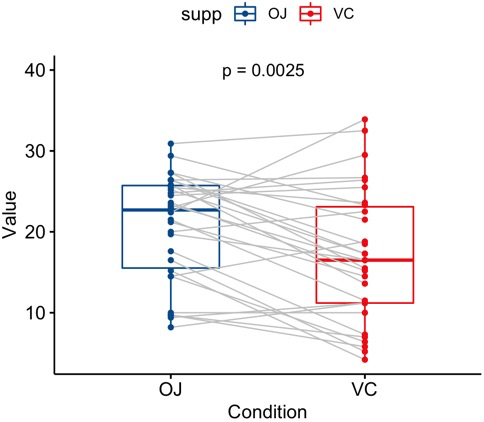 supp OJ VC
p = 0.0025
40
30
20
10
Value
OJ VC
Condition